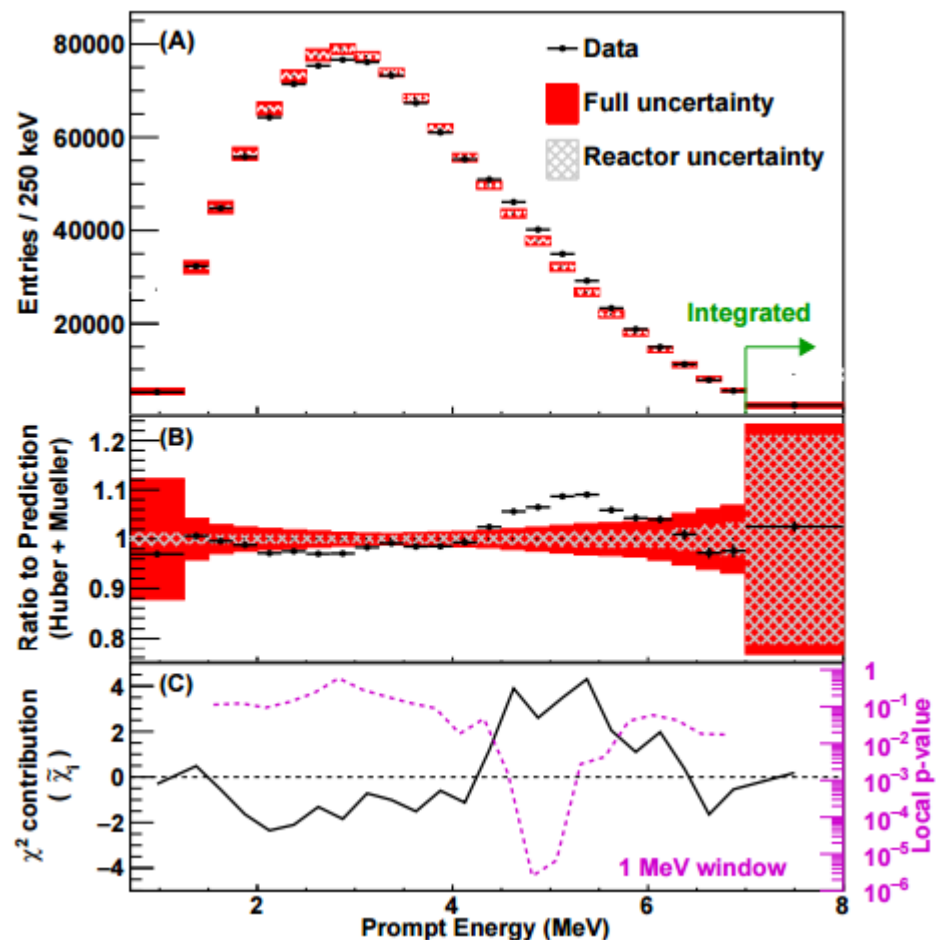 (A)
Data
Full uncertainty
Reactor uncertainty
Integrated
Entries / 250 keV
80000
60000
40000
20000
(B)
Ratio to Prediction
(Huber + Mueller)
1.2
1.1
1
0.9
0.8
(C)
χ² contribution
( χ̃ᵢ )
4
2
0
−2
−4
1 MeV window
1
10⁻¹
10⁻²
10⁻³
10⁻⁴
10⁻⁵
10⁻⁶
Local p-value
2 4 6 8
Prompt Energy (MeV)